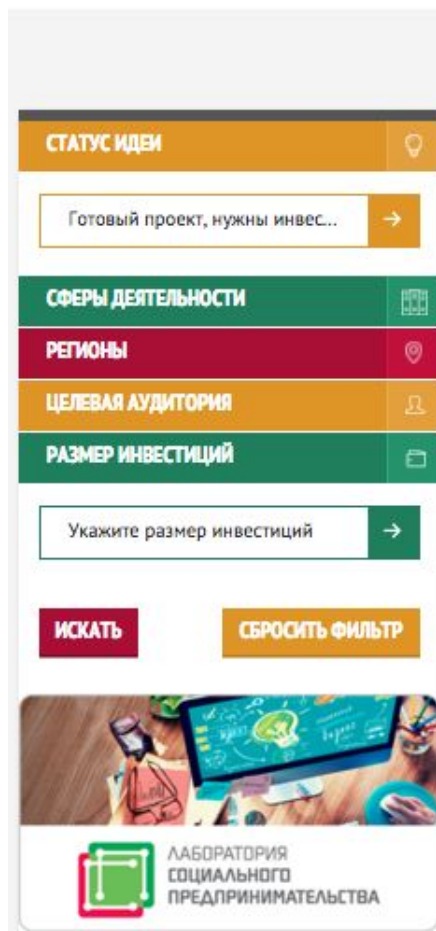 СТАТУС ИДЕИ
Готовый проект, нужны инвес...
СФЕРЫ ДЕЯТЕЛЬНОСТИ
РЕГИОНЫ
ЦЕЛЕВАЯ АУДИТОРИЯ
РАЗМЕР ИНВЕСТИЦИЙ
Укажите размер инвестиций
ИСКАТЬ
СБРОСИТЬ ФИЛЬТР
ЛАБОРАТОРИЯ
СОЦИАЛЬНОГО
ПРЕДПРИНИМАТЕЛЬСТВА